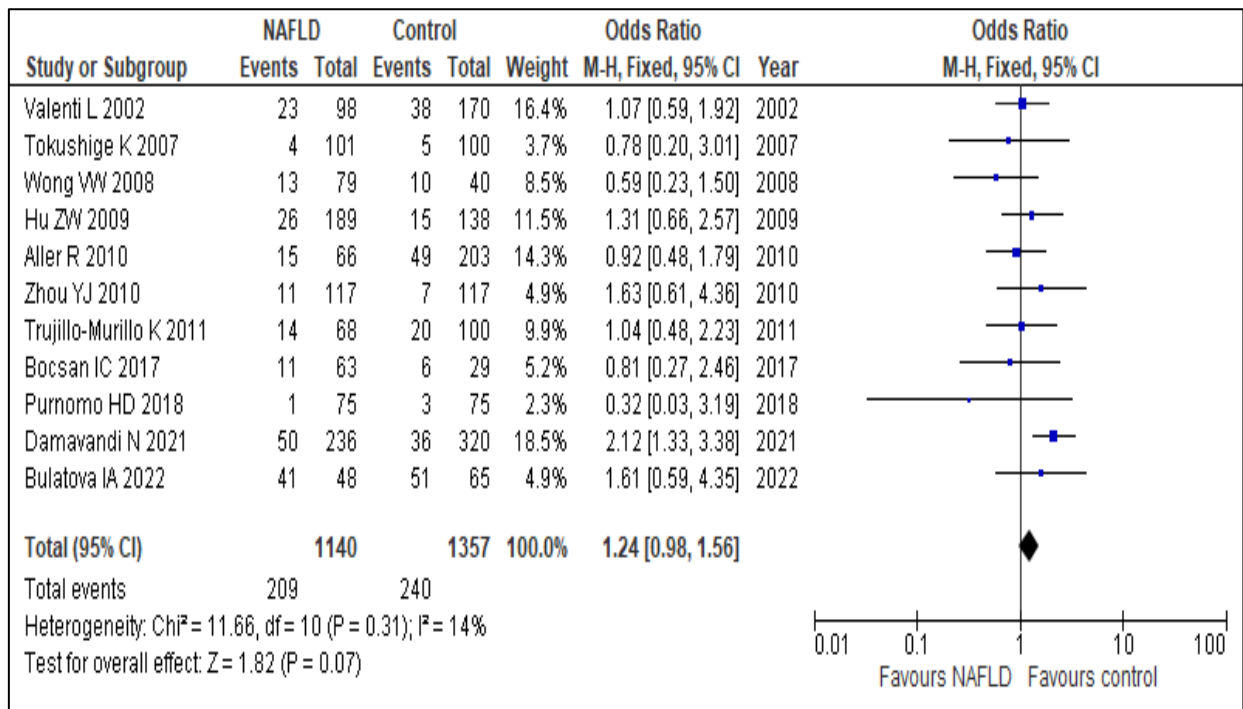 NAFLD Control Odds Ratio Odds Ratio
Study or Subgroup Events Total Events Total Weight M-H, Fixed, 95% CI Year M-H, Fixed, 95% CI
Valenti L 2002 23 98 38 170 16.4% 1.07 [0.59, 1.92] 2002
Tokushige K 2007 4 101 5 100 3.7% 0.78 [0.20, 3.01] 2007
Wong VW 2008 13 79 10 40 8.5% 0.59 [0.23, 1.50] 2008
Hu ZW 2009 26 189 15 138 11.5% 1.31 [0.66, 2.57] 2009
Aller R 2010 15 66 49 203 14.3% 0.92 [0.48, 1.79] 2010
Zhou YJ 2010 11 117 7 117 4.9% 1.63 [0.61, 4.36] 2010
Trujillo-Murillo K 2011 14 68 20 100 9.9% 1.04 [0.48, 2.23] 2011
Bocsan IC 2017 11 63 6 29 5.2% 0.81 [0.27, 2.46] 2017
Purnomo HD 2018 1 75 3 75 2.3% 0.32 [0.03, 3.19] 2018
Damavandi N 2021 50 236 36 320 18.5% 2.12 [1.33, 3.38] 2021
Bulatova IA 2022 41 48 51 65 4.9% 1.61 [0.59, 4.35] 2022
Total (95% CI) 1140 1357 100.0% 1.24 [0.98, 1.56]
Total events 209 240
Heterogeneity: Chi² = 11.66, df = 10 (P = 0.31); I² = 14%
Test for overall effect: Z = 1.82 (P = 0.07)
0.01 0.1 1 10 100
Favours NAFLD Favours control